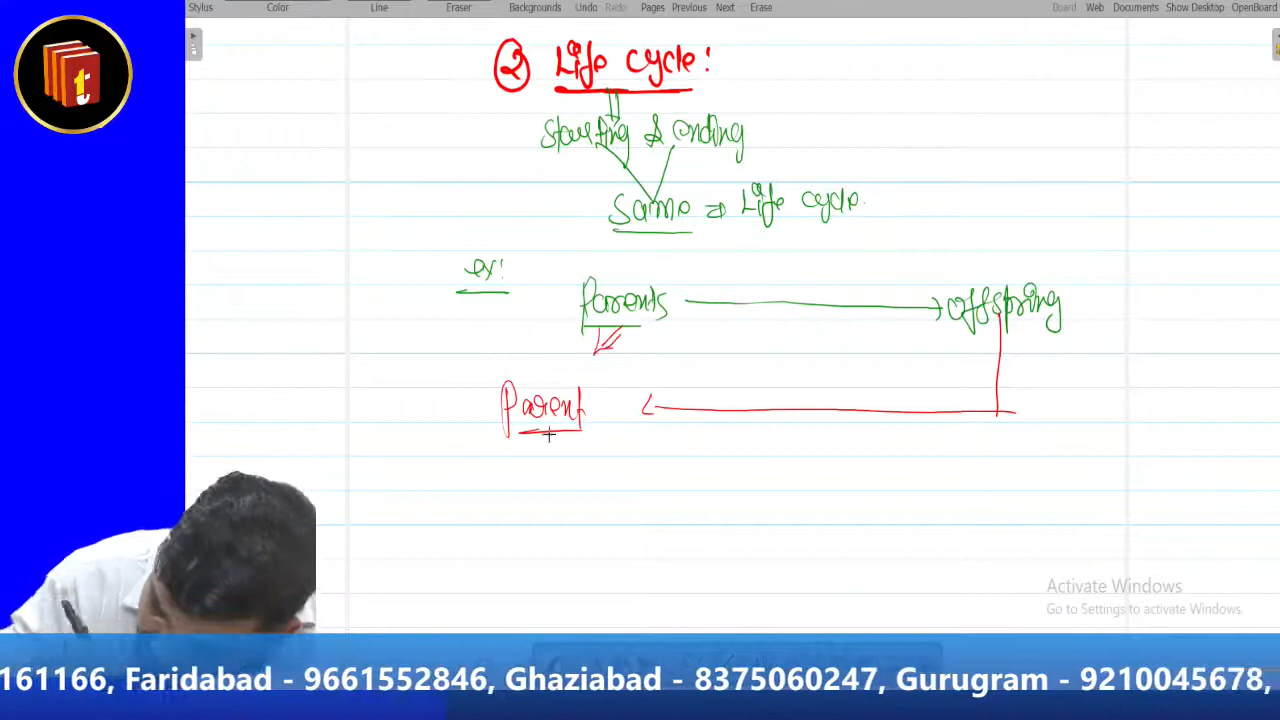 Stylus Color Line Eraser Backgrounds Undo Redo Pages Previous Next Erase Board Web Documents Show Desktop OpenBoard
t
② Life cycle:
Starting & ending
Same ⇒ Life cycle.
ex:
Parents → offspring
Parent ←
Activate Windows
Go to Settings to activate Windows.
161166, Faridabad - 9661552846, Ghaziabad - 8375060247, Gurugram - 9210045678,